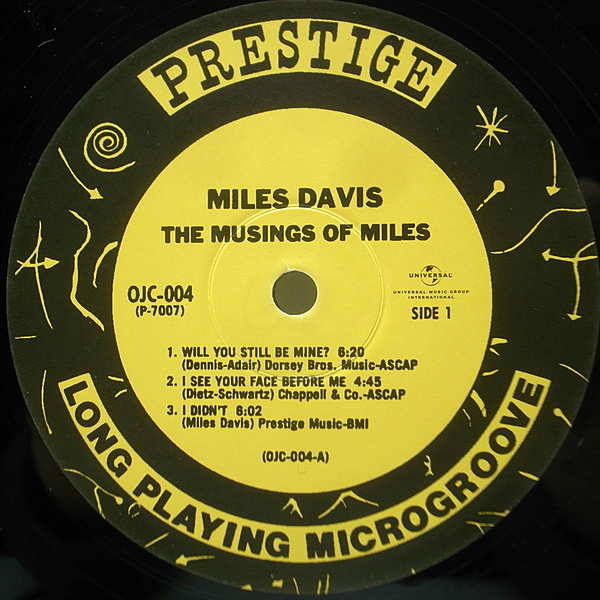 PRESTIGE
MILES DAVIS
THE MUSINGS OF MILES
OJC-004
(P-7007)
UNIVERSAL
UNIVERSAL MUSIC GROUP
INTERNATIONAL
SIDE 1
1. WILL YOU STILL BE MINE? 6:20
(Dennis-Adair) Dorsey Bros. Music-ASCAP
2. I SEE YOUR FACE BEFORE ME 4:45
(Dietz-Schwartz) Chappell & Co.-ASCAP
3. I DIDN'T 6:02
(Miles Davis) Prestige Music-BMI
(OJC-004-A)
LONG PLAYING MICROGROOVE